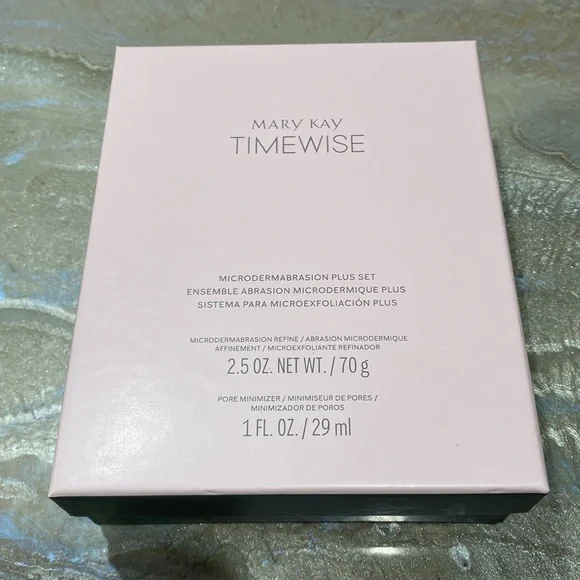 MARY KAY
TIMEWISE
MICRODERMABRASION PLUS SET
ENSEMBLE ABRASION MICRODERMIQUE PLUS
SISTEMA PARA MICROEXFOLIACIÓN PLUS
MICRODERMABRASION REFINE / ABRASION MICRODERMIQUE
AFFINEMENT / MICROEXFOLIANTE REFINADOR
2.5 OZ. NET WT. / 70 g
PORE MINIMIZER / MINIMISEUR DE PORES /
MINIMIZADOR DE POROS
1 FL. OZ. / 29 ml